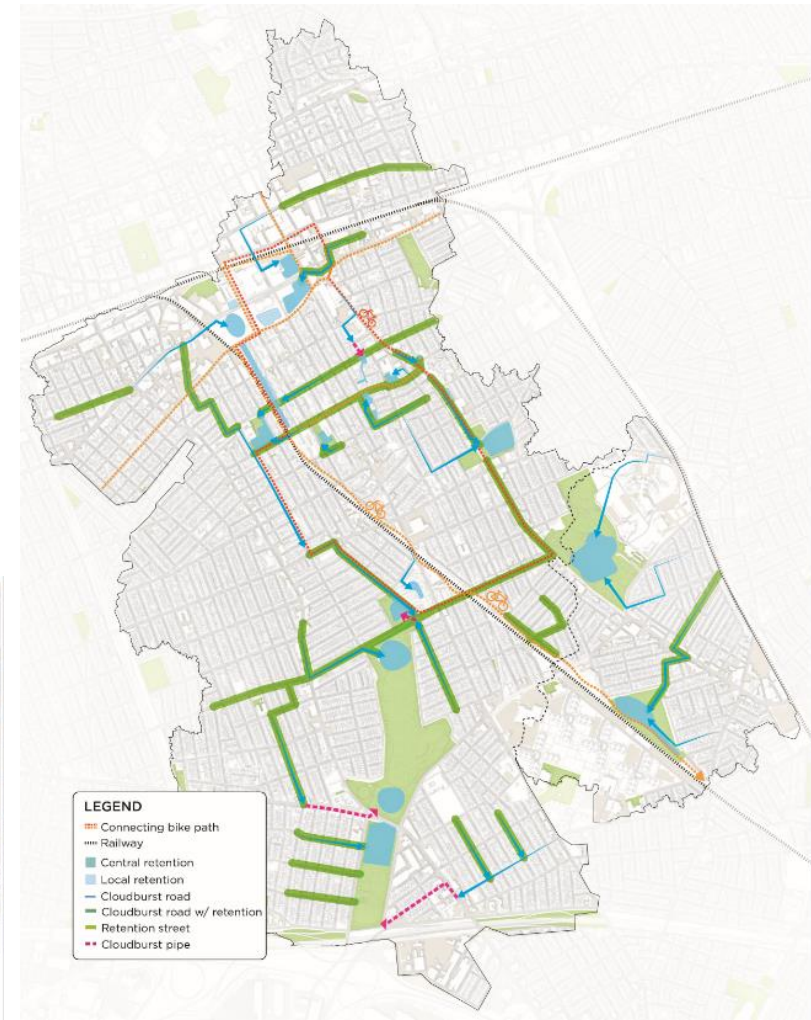 LEGEND
Connecting bike path
Railway
Central retention
Local retention
Cloudburst road
Cloudburst road w/ retention
Retention street
Cloudburst pipe